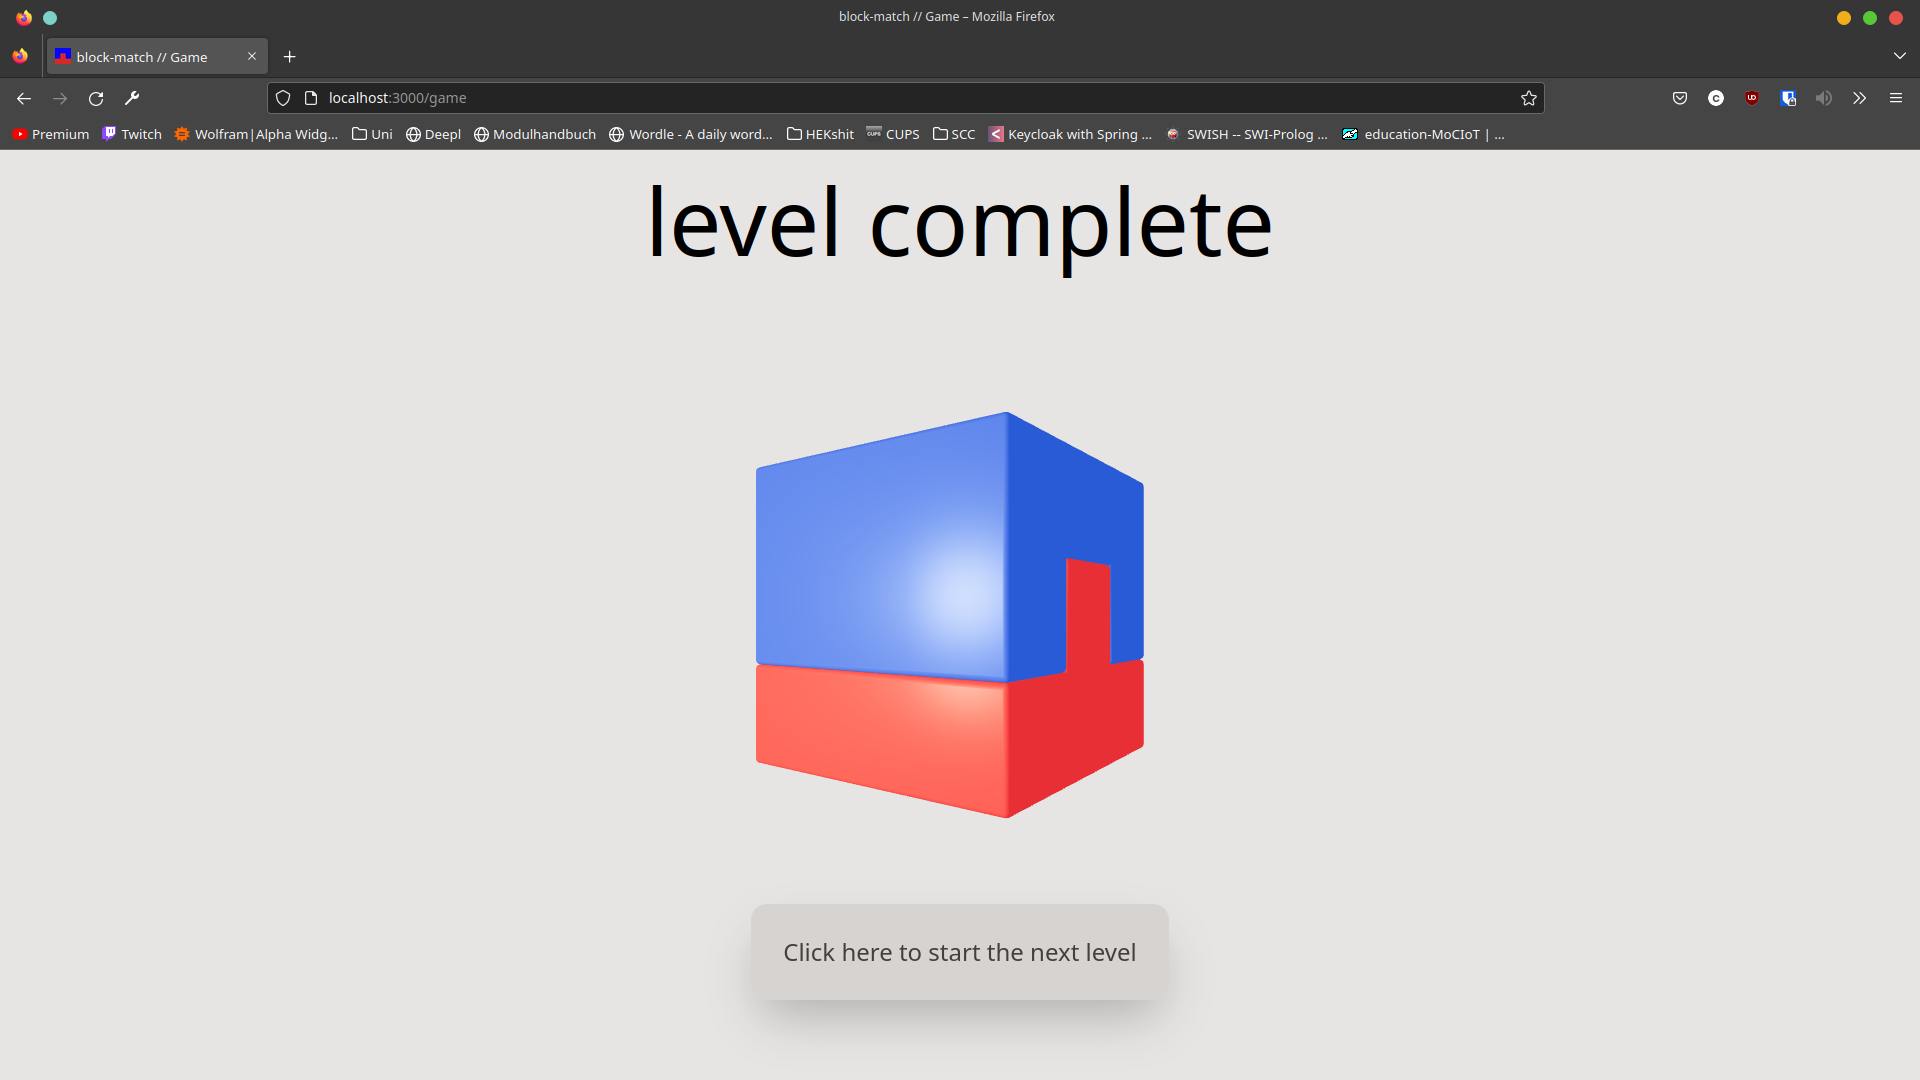 block-match // Game – Mozilla Firefox
block-match // Game
localhost:3000/game
Premium Twitch Wolfram|Alpha Widg... Uni Deepl Modulhandbuch Wordle - A daily word... HEKshit CUPS CUPS SCC Keycloak with Spring ... SWISH -- SWI-Prolog ... education-MoCIoT | ...
level complete
Click here to start the next level